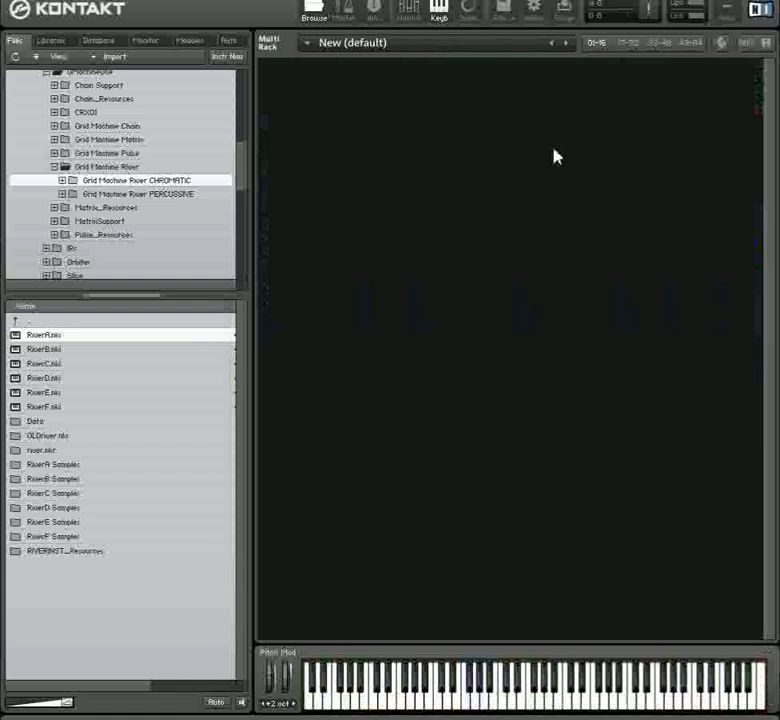 KONTAKT
Browse
Keyb
Files Libraries Database Monitor Modules Auto
View Import Instr Nav
Multi Rack
New (default)
01-16 17-32 33-48 49-64
Chain Support
Chain_Resources
Grid Machine Chain
Grid Machine Matrix
Grid Machine Pulse
Grid Machine River
Grid Machine River CHROMATIC
Grid Machine River PERCUSSIVE
Matrix_Resources
MatrixSupport
Pulse_Resources
IRs
Orbiter
Slice
Name
..
RiverA.nki
RiverB.nki
RiverC.nki
RiverD.nki
RiverE.nki
RiverF.nki
Data
OLDriver.nkr
river.nkr
RiverA Samples
RiverB Samples
RiverC Samples
RiverD Samples
RiverE Samples
RiverF Samples
RIVERINST_Resources
Pitch Mod
+2 oct
Auto